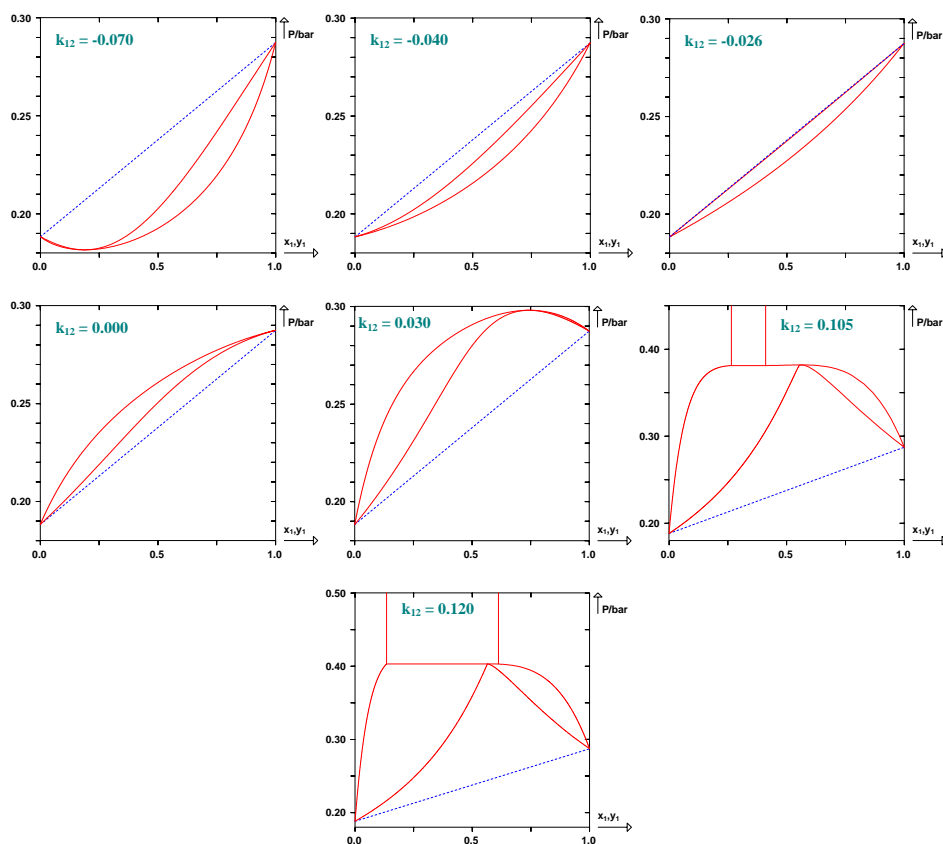 0.30
P/bar
k12 = -0.070
0.25
0.20
x1,y1
0.0
0.5
1.0
0.30
P/bar
k12 = -0.040
0.25
0.20
x1,y1
0.0
0.5
1.0
0.30
P/bar
k12 = -0.026
0.25
0.20
x1,y1
0.0
0.5
1.0
0.30
P/bar
k12 = 0.000
0.25
0.20
x1,y1
0.0
0.5
1.0
0.30
P/bar
k12 = 0.030
0.25
0.20
x1,y1
0.0
0.5
1.0
P/bar
k12 = 0.105
0.40
0.30
0.20
x1,y1
0.0
0.5
1.0
0.50
P/bar
k12 = 0.120
0.40
0.30
0.20
x1,y1
0.0
0.5
1.0